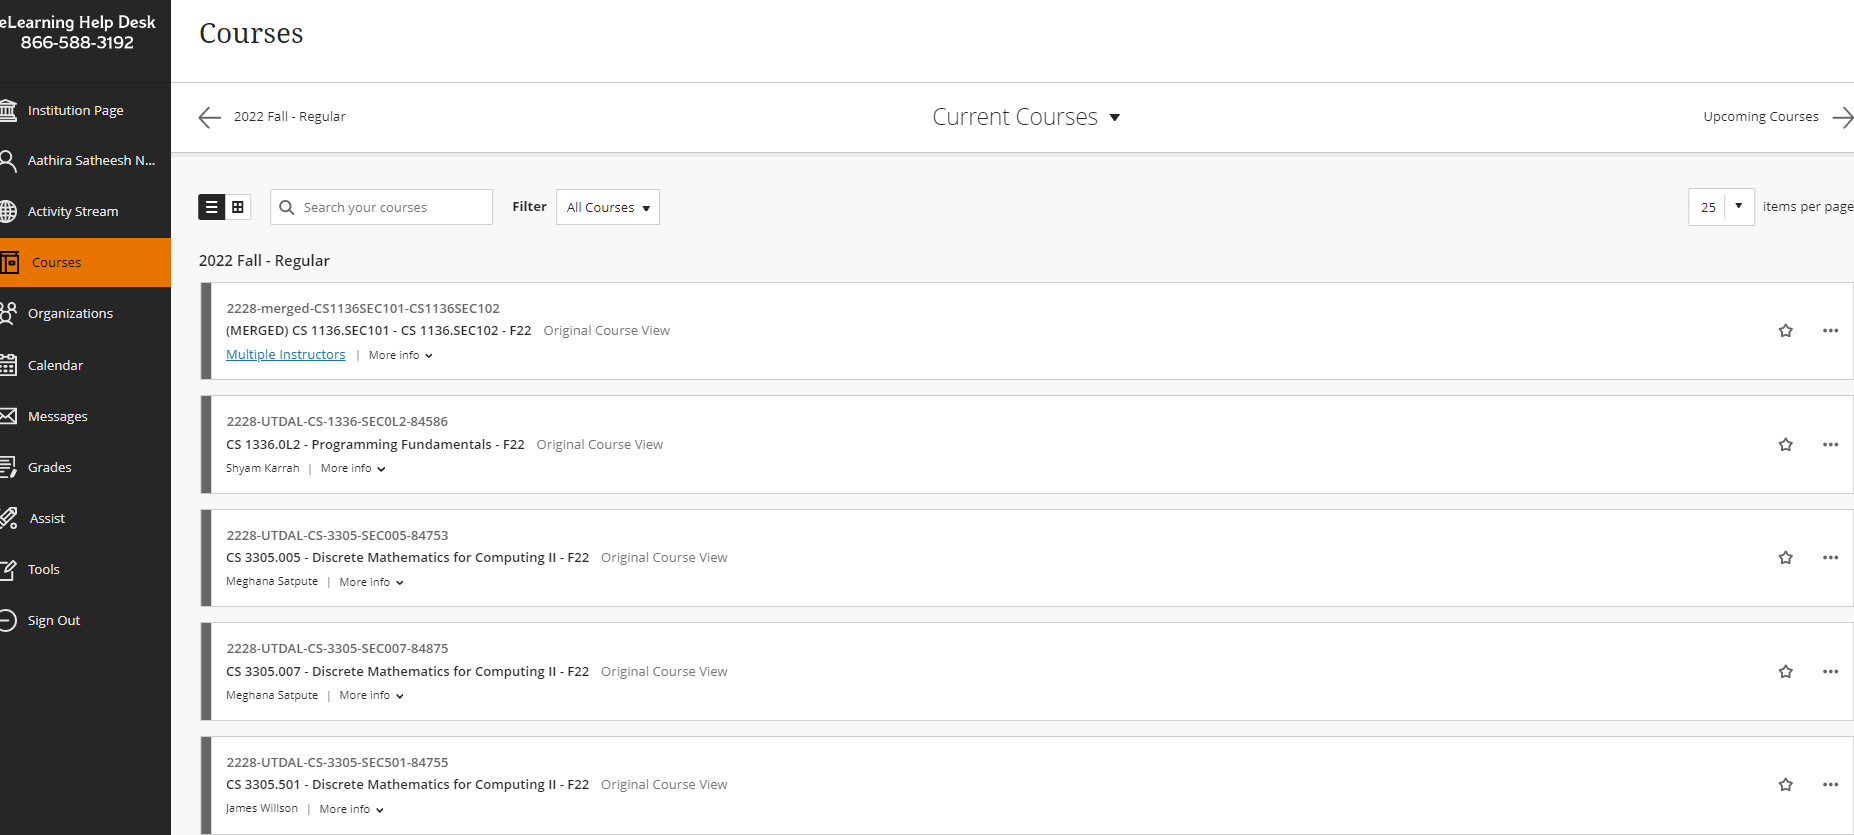 eLearning Help Desk
866-588-3192
Institution Page
Aathira Satheesh N...
Activity Stream
Courses
Organizations
Calendar
Messages
Grades
Assist
Tools
Sign Out
Courses
2022 Fall - Regular
Current Courses
Upcoming Courses
Search your courses
Filter
All Courses
25
items per page
2022 Fall - Regular
2228-merged-CS1136SEC101-CS1136SEC102
(MERGED) CS 1136.SEC101 - CS 1136.SEC102 - F22 Original Course View
Multiple Instructors | More info
2228-UTDAL-CS-1336-SEC0L2-84586
CS 1336.0L2 - Programming Fundamentals - F22 Original Course View
Shyam Karrah | More info
2228-UTDAL-CS-3305-SEC005-84753
CS 3305.005 - Discrete Mathematics for Computing II - F22 Original Course View
Meghana Satpute | More info
2228-UTDAL-CS-3305-SEC007-84875
CS 3305.007 - Discrete Mathematics for Computing II - F22 Original Course View
Meghana Satpute | More info
2228-UTDAL-CS-3305-SEC501-84755
CS 3305.501 - Discrete Mathematics for Computing II - F22 Original Course View
James Willson | More info